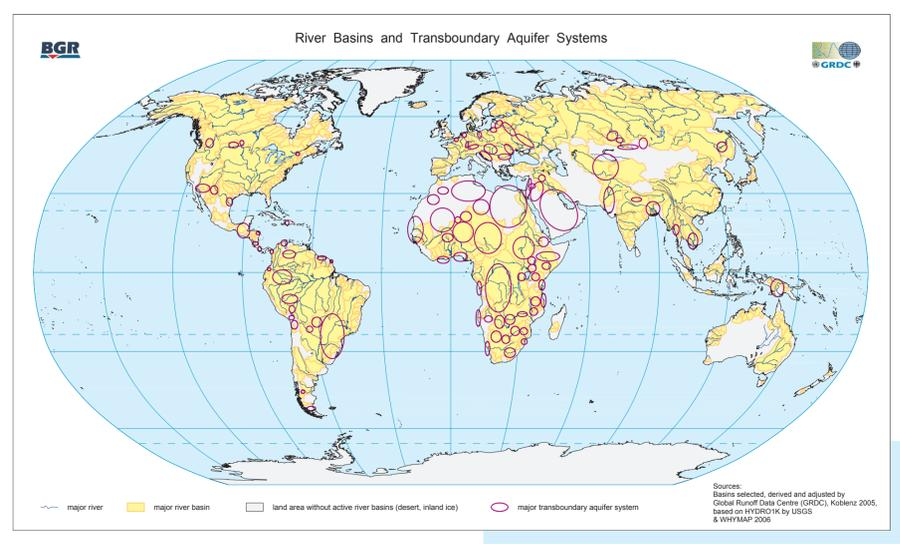 BGR
River Basins and Transboundary Aquifer Systems
GRDC
major river
major river basin
land area without active river basins (desert, inland ice)
major transboundary aquifer system
Sources:
Basins selected, derived and adjusted by
Global Runoff Data Centre (GRDC), Koblenz 2005,
based on HYDRO1K by USGS
& WHYMAP 2006